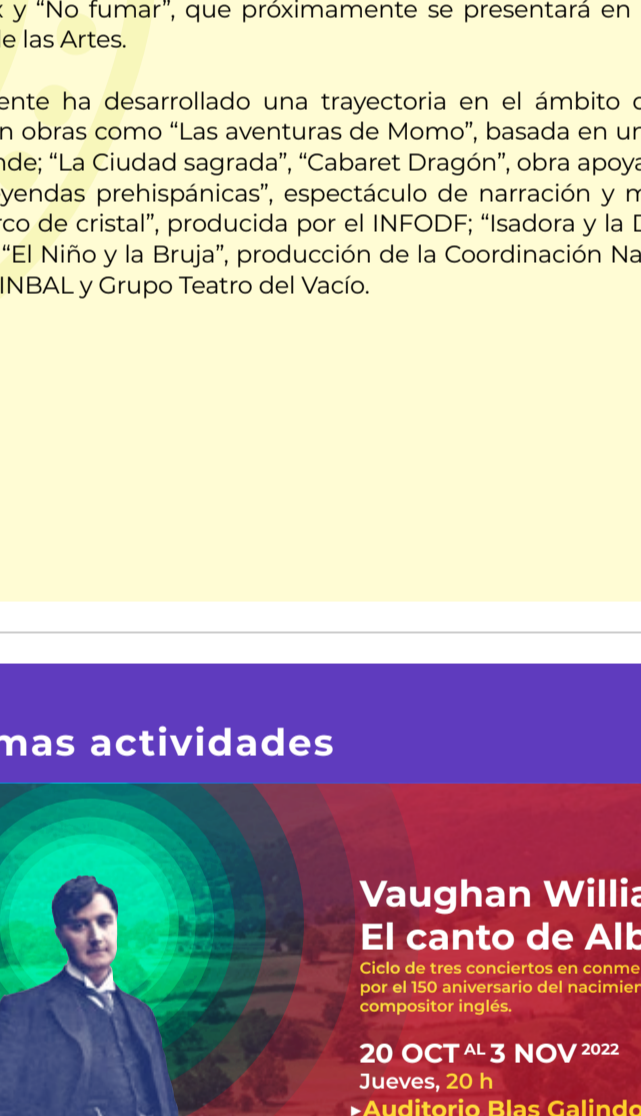 y “No fumar”, que próximamente se presentará en
de las Artes.
ente ha desarrollado una trayectoria en el ámbito
n obras como “Las aventuras de Momo”, basada en un
nde; “La Ciudad sagrada”, “Cabaret Dragón”, obra apoya
yendas prehispánicas”, espectáculo de narración y m
rco de cristal”, producida por el INFODF; “Isadora y la D
“El Niño y la Bruja”, producción de la Coordinación Na
INBAL y Grupo Teatro del Vacío.
mas actividades
Vaughan Willia
El canto de Alb
Ciclo de tres conciertos en conme
por el 150 aniversario del nacimien
compositor inglés.
20 OCT AL 3 NOV 2022
Jueves, 20 h
▸Auditorio Blas Galindo